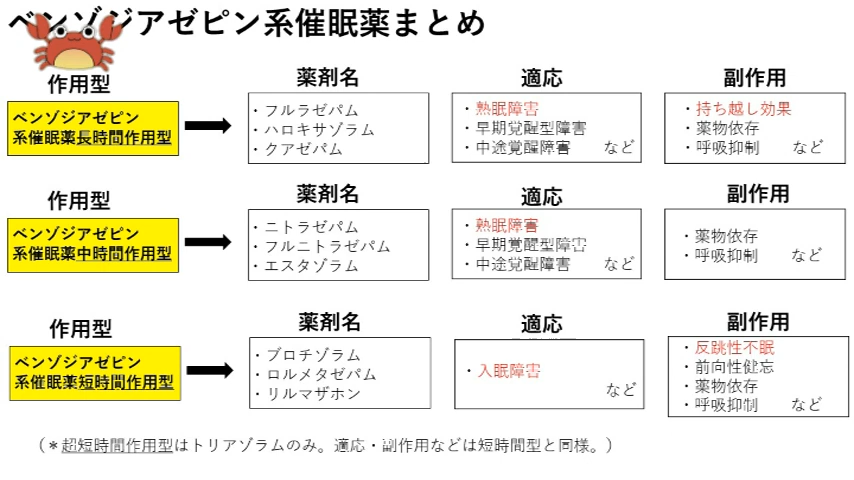 ベンゾジアゼピン系催眠薬まとめ
作用型
ベンゾジアゼピン
系催眠薬長時間作用型
薬剤名
・フルラゼパム
・ハロキサゾラム
・クアゼパム
適応
・熟眠障害
・早期覚醒型障害
・中途覚醒障害 など
副作用
・持ち越し効果
・薬物依存
・呼吸抑制 など
作用型
ベンゾジアゼピン
系催眠薬中時間作用型
薬剤名
・ニトラゼパム
・フルニトラゼパム
・エスタゾラム
適応
・熟眠障害
・早期覚醒型障害
・中途覚醒障害 など
副作用
・薬物依存
・呼吸抑制 など
作用型
ベンゾジアゼピン
系催眠薬短時間作用型
薬剤名
・ブロチゾラム
・ロルメタゼパム
・リルマザホン
適応
・入眠障害
など
副作用
・反跳性不眠
・前向性健忘
・薬物依存
・呼吸抑制 など
（＊超短時間作用型はトリアゾラムのみ。適応・副作用などは短時間型と同様。）